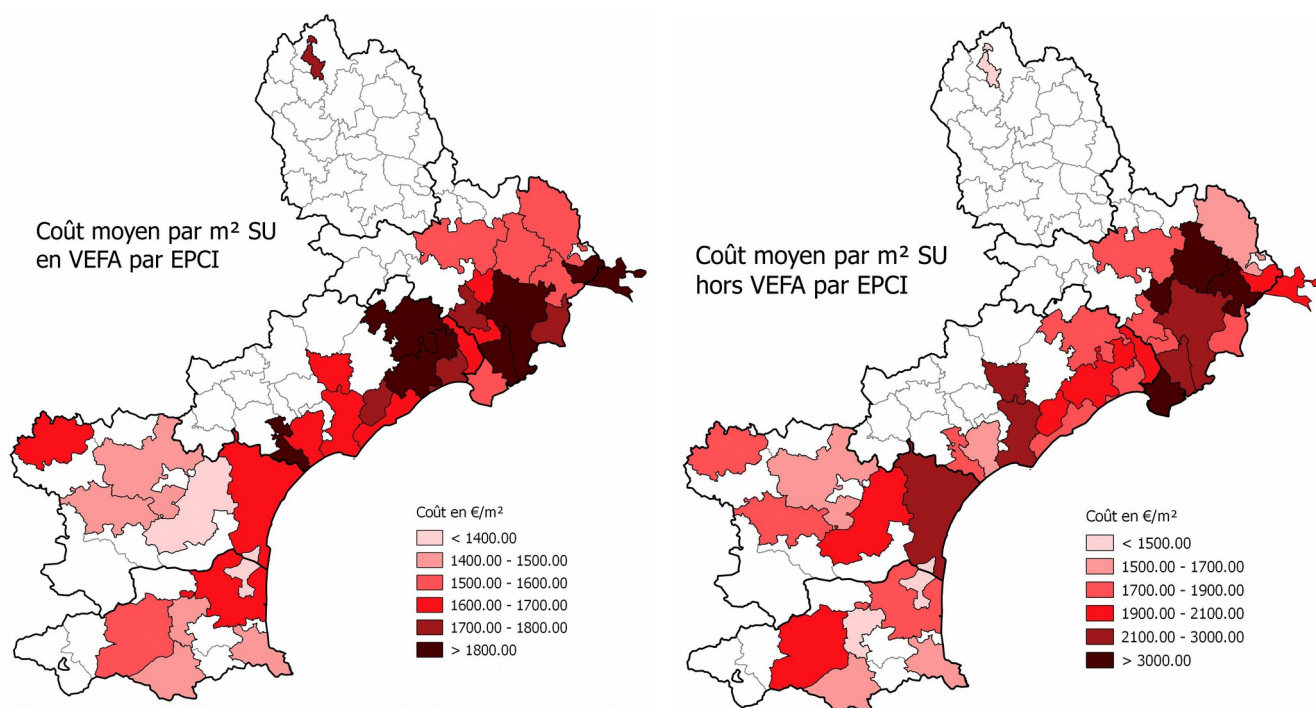 Coût moyen par m² SU
en VEFA par EPCI
Coût en €/m²
< 1400.00
1400.00 - 1500.00
1500.00 - 1600.00
1600.00 - 1700.00
1700.00 - 1800.00
> 1800.00
Coût moyen par m² SU
hors VEFA par EPCI
Coût en €/m²
< 1500.00
1500.00 - 1700.00
1700.00 - 1900.00
1900.00 - 2100.00
2100.00 - 3000.00
> 3000.00